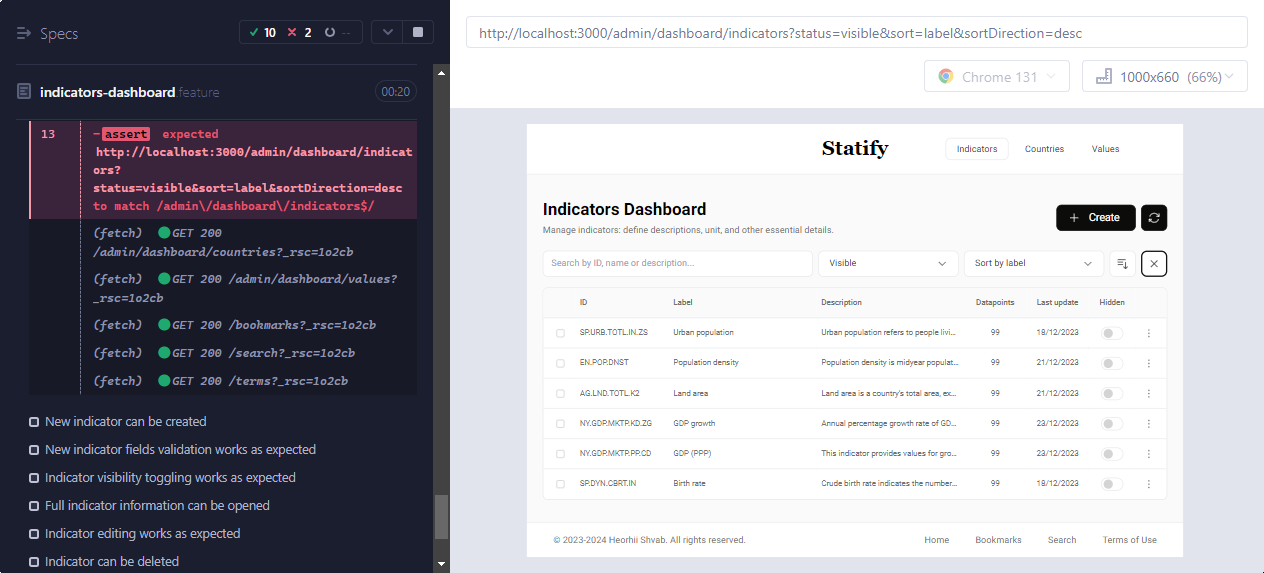 Specs
10
2
--
indicators-dashboard.feature
00:20
13
-assert expected
http://localhost:3000/admin/dashboard/indicat
ors?
status=visible&sort=label&sortDirection=desc
to match /admin\/dashboard\/indicators$/
(fetch) GET 200
/admin/dashboard/countries?_rsc=1o2cb
(fetch) GET 200 /admin/dashboard/values?
_rsc=1o2cb
(fetch) GET 200 /bookmarks?_rsc=1o2cb
(fetch) GET 200 /search?_rsc=1o2cb
(fetch) GET 200 /terms?_rsc=1o2cb
New indicator can be created
New indicator fields validation works as expected
Indicator visibility toggling works as expected
Full indicator information can be opened
Indicator editing works as expected
Indicator can be deleted
http://localhost:3000/admin/dashboard/indicators?status=visible&sort=label&sortDirection=desc
Chrome 131
1000x660 (66%)
Statify
Indicators Countries Values
Indicators Dashboard
Manage indicators: define descriptions, unit, and other essential details.
+ Create
Search by ID, name or description...
Visible
Sort by label
ID Label Description Datapoints Last update Hidden
SP.URB.TOTL.IN.ZS Urban population Urban population refers to people livi... 99 18/12/2023
EN.POP.DNST Population density Population density is midyear populat... 99 21/12/2023
AG.LND.TOTL.K2 Land area Land area is a country's total area, ex... 99 21/12/2023
NY.GDP.MKTP.KD.ZG GDP growth Annual percentage growth rate of GD... 99 23/12/2023
NY.GDP.MKTP.PP.CD GDP (PPP) This indicator provides values for gro... 99 23/12/2023
SP.DYN.CBRT.IN Birth rate Crude birth rate indicates the number... 99 18/12/2023
© 2023-2024 Heorhii Shvab. All rights reserved.
Home Bookmarks Search Terms of Use